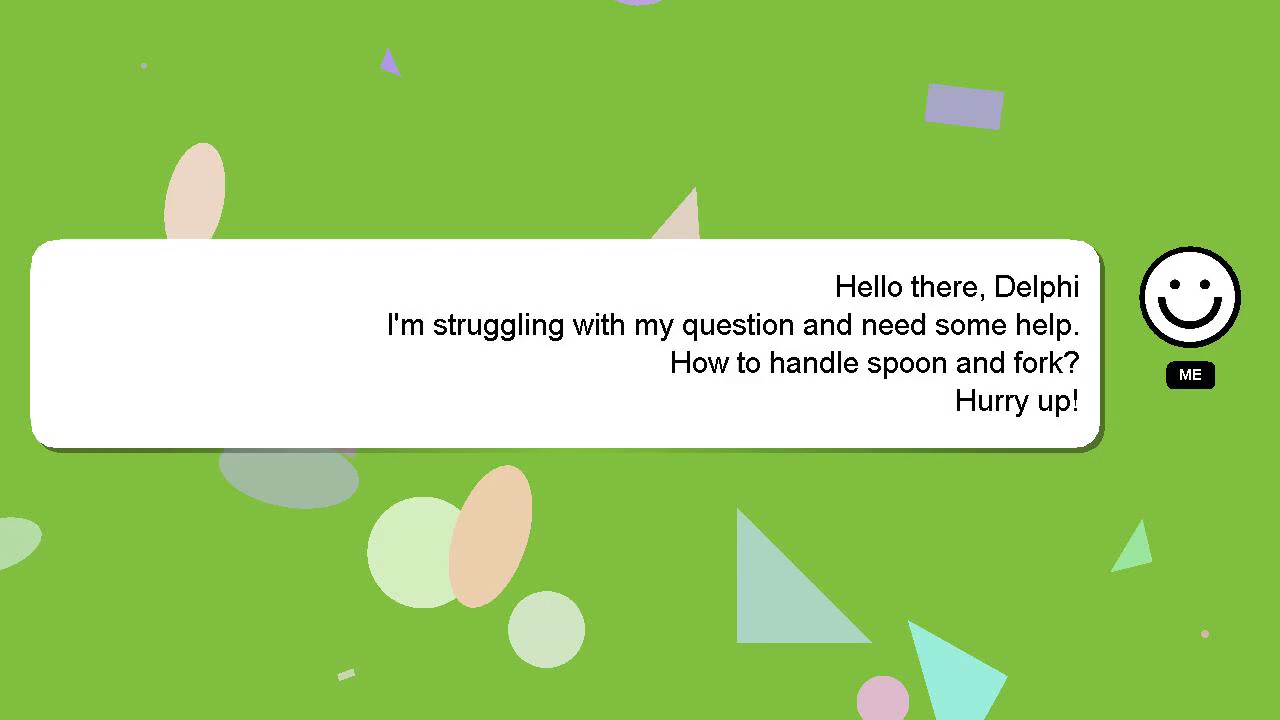 Hello there, Delphi
I'm struggling with my question and need some help.
How to handle spoon and fork?
Hurry up!
ME